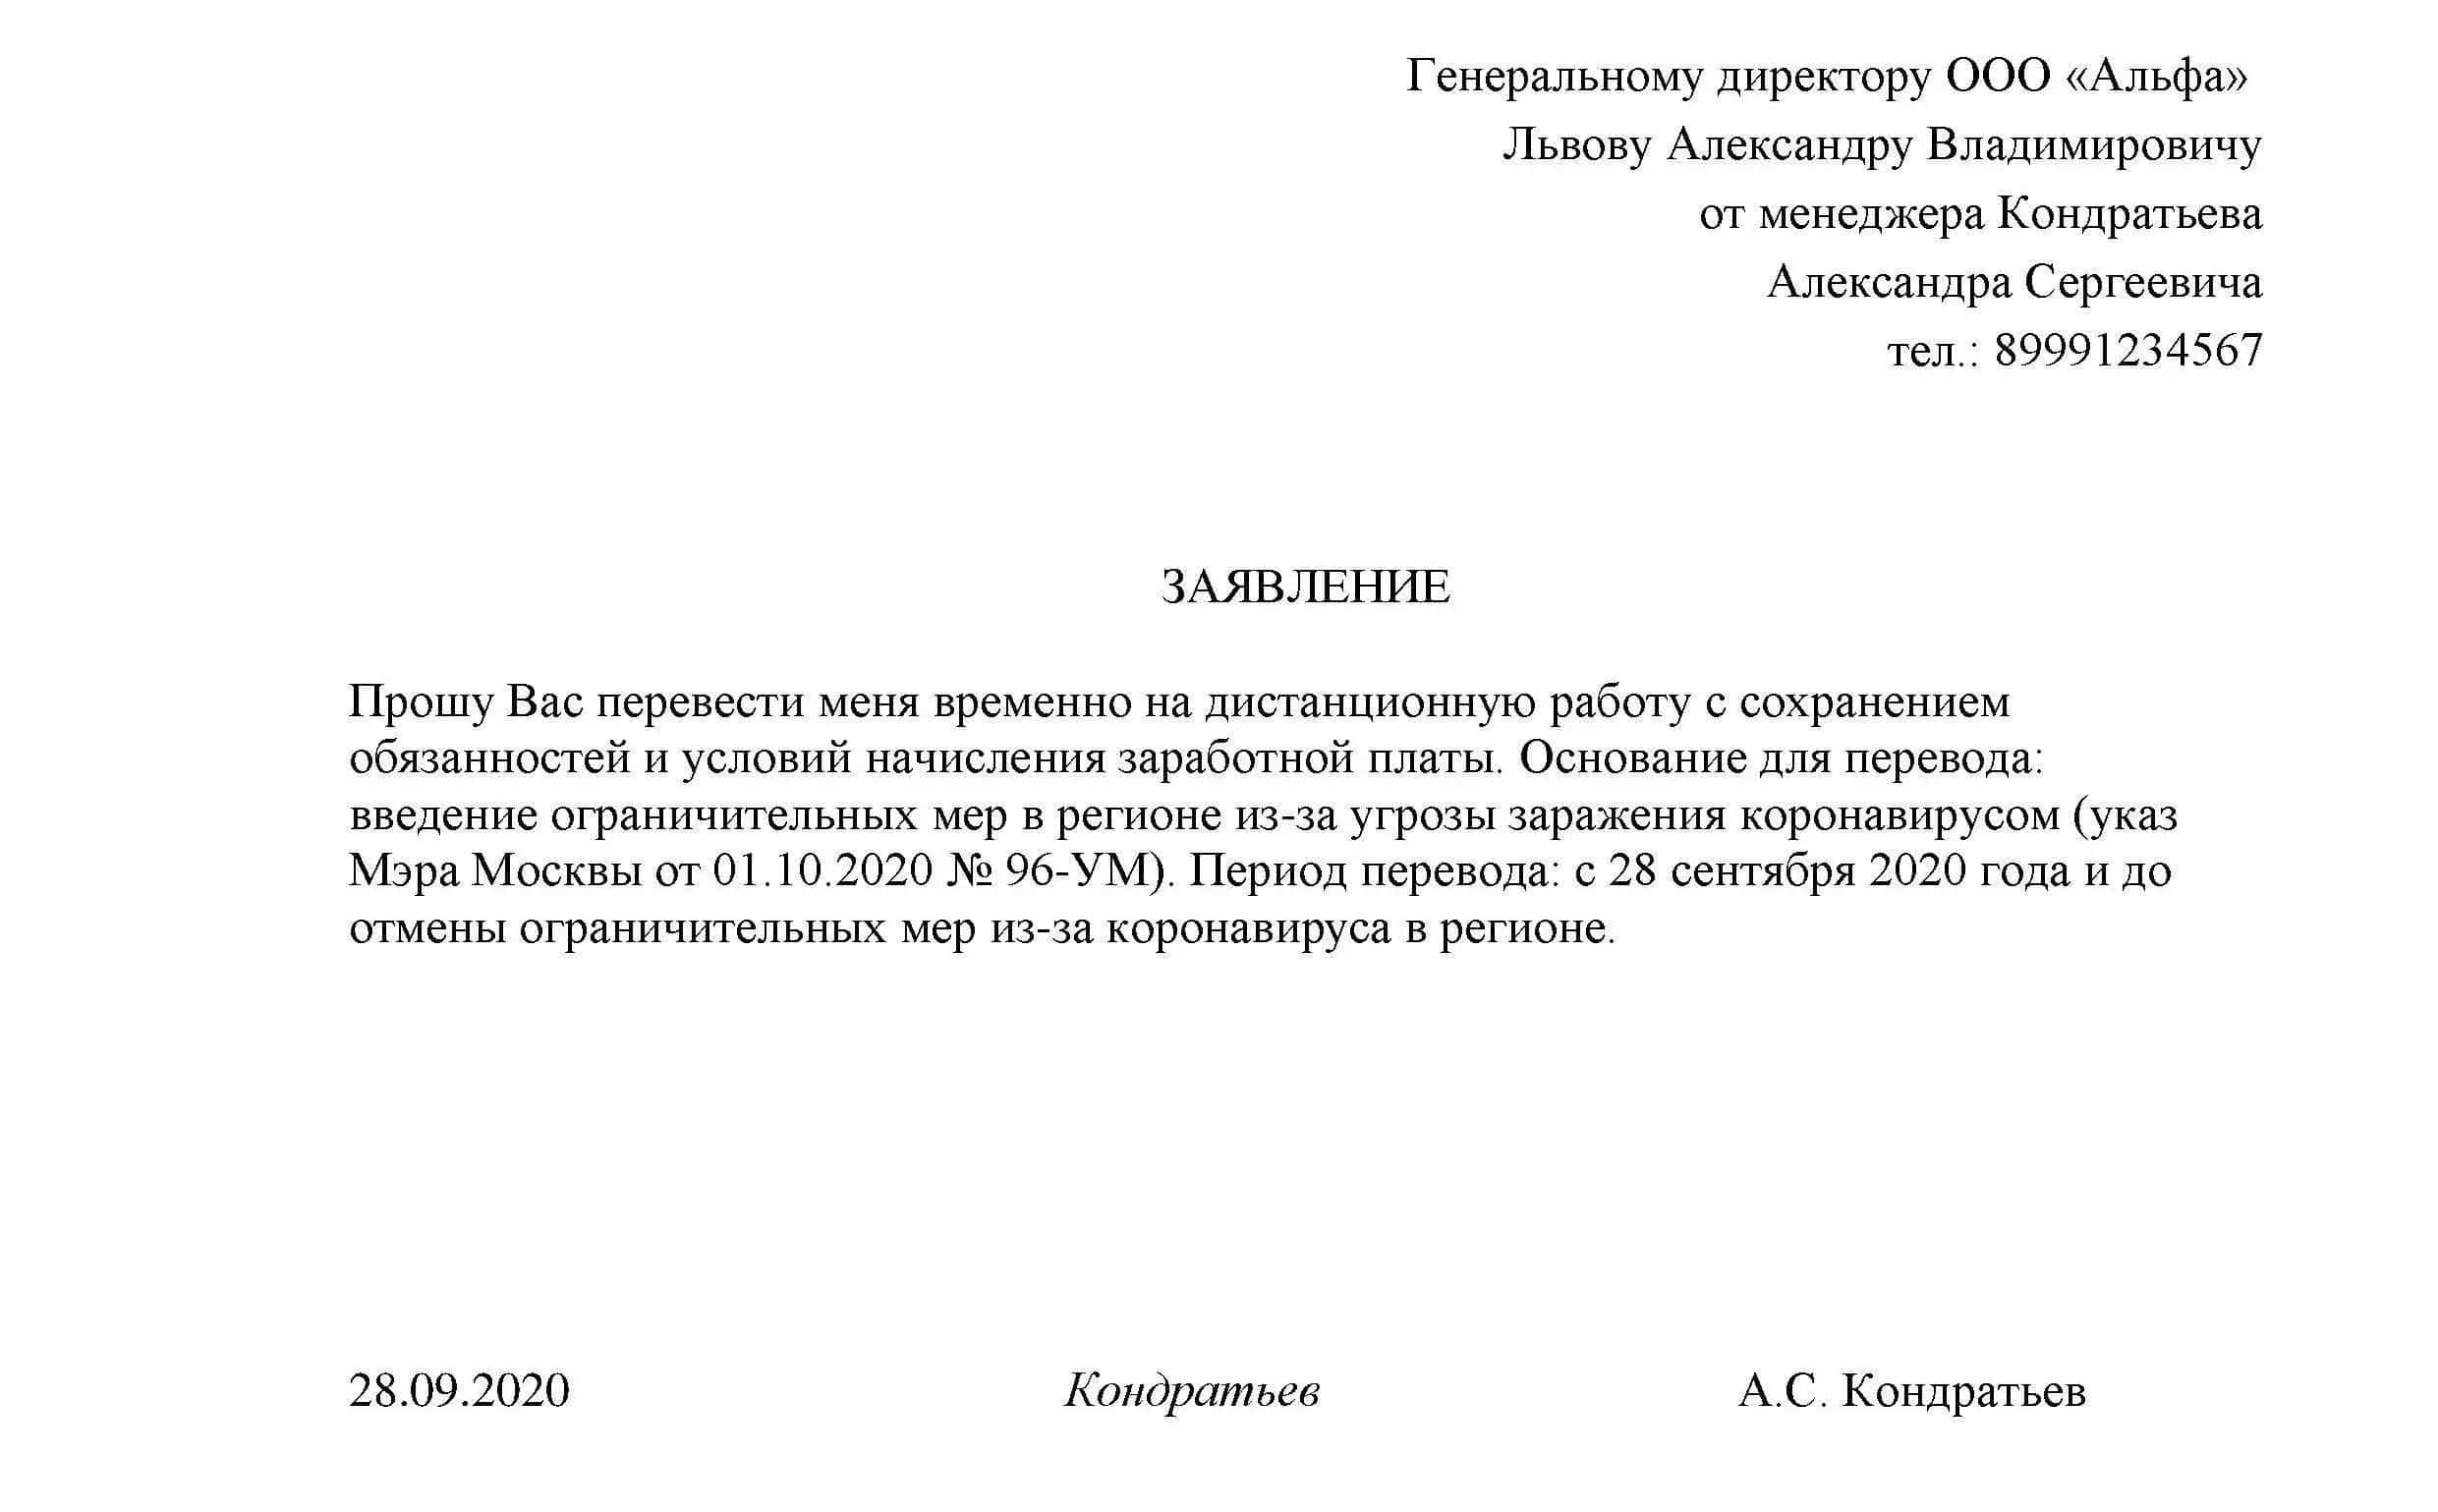 Генеральному директору ООО «Альфа»
Львову Александру Владимировичу
от менеджера Кондратьева
Александра Сергеевича
тел.: 89991234567
ЗАЯВЛЕНИЕ
Прошу Вас перевести меня временно на дистанционную работу с сохранением
обязанностей и условий начисления заработной платы. Основание для перевода:
введение ограничительных мер в регионе из-за угрозы заражения коронавирусом (указ
Мэра Москвы от 01.10.2020 № 96-УМ). Период перевода: с 28 сентября 2020 года и до
отмены ограничительных мер из-за коронавируса в регионе.
28.09.2020 Кондратьев А.С. Кондратьев